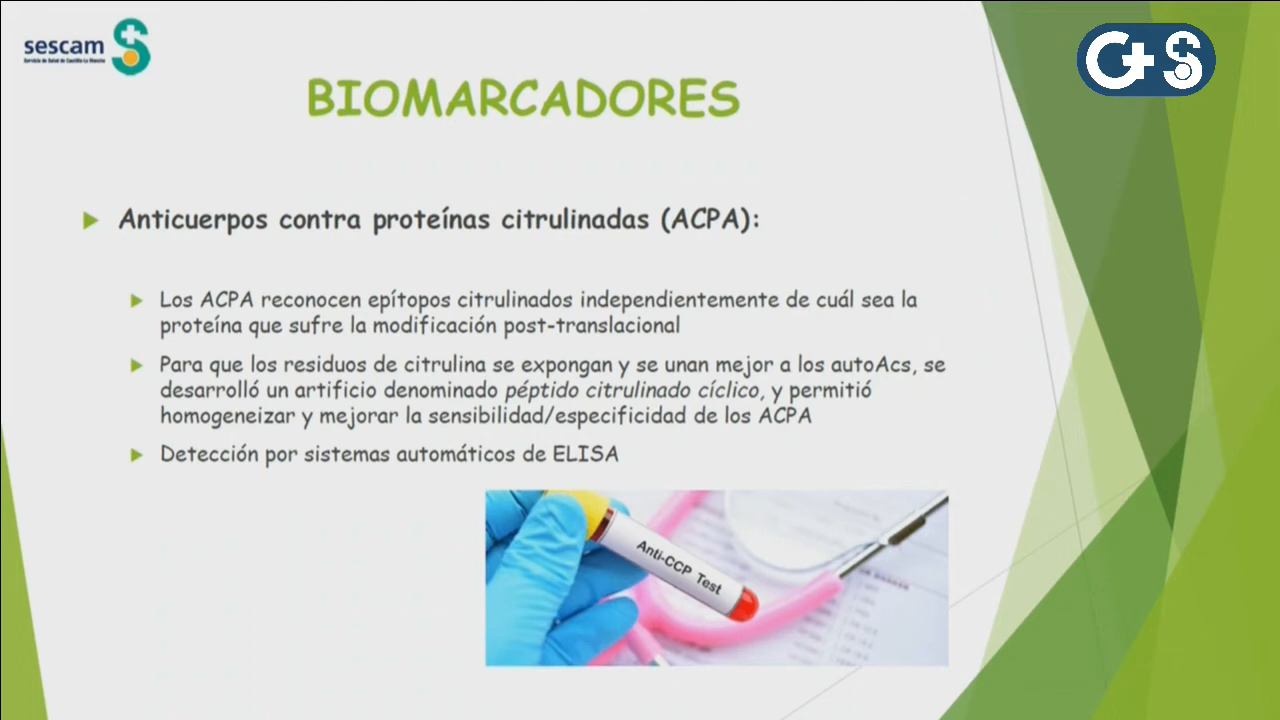 sescam
Servicio de Salud de Castilla-La Mancha
G+S
BIOMARCADORES
Anticuerpos contra proteínas citrulinadas (ACPA):
Los ACPA reconocen epítopos citrulinados independientemente de cuál sea la
proteína que sufre la modificación post-translacional
Para que los residuos de citrulina se expongan y se unan mejor a los autoAcs, se
desarrolló un artificio denominado péptido citrulinado cíclico, y permitió
homogeneizar y mejorar la sensibilidad/especificidad de los ACPA
Detección por sistemas automáticos de ELISA
Anti-CCP Test